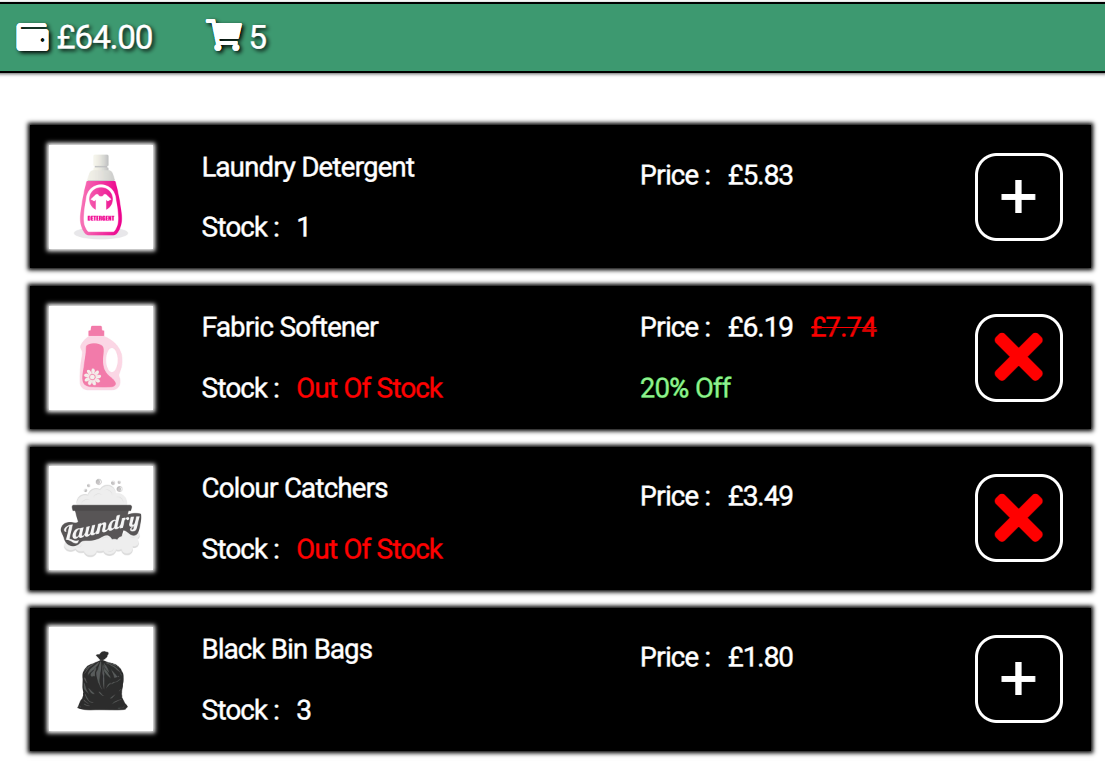 £64.00 5
Laundry Detergent
Price : £5.83
DETERGENT
Stock : 1
Fabric Softener
Price : £6.19 £7.74
Stock : Out Of Stock
20% Off
Colour Catchers
Price : £3.49
Laundry
Stock : Out Of Stock
Black Bin Bags
Price : £1.80
Stock : 3